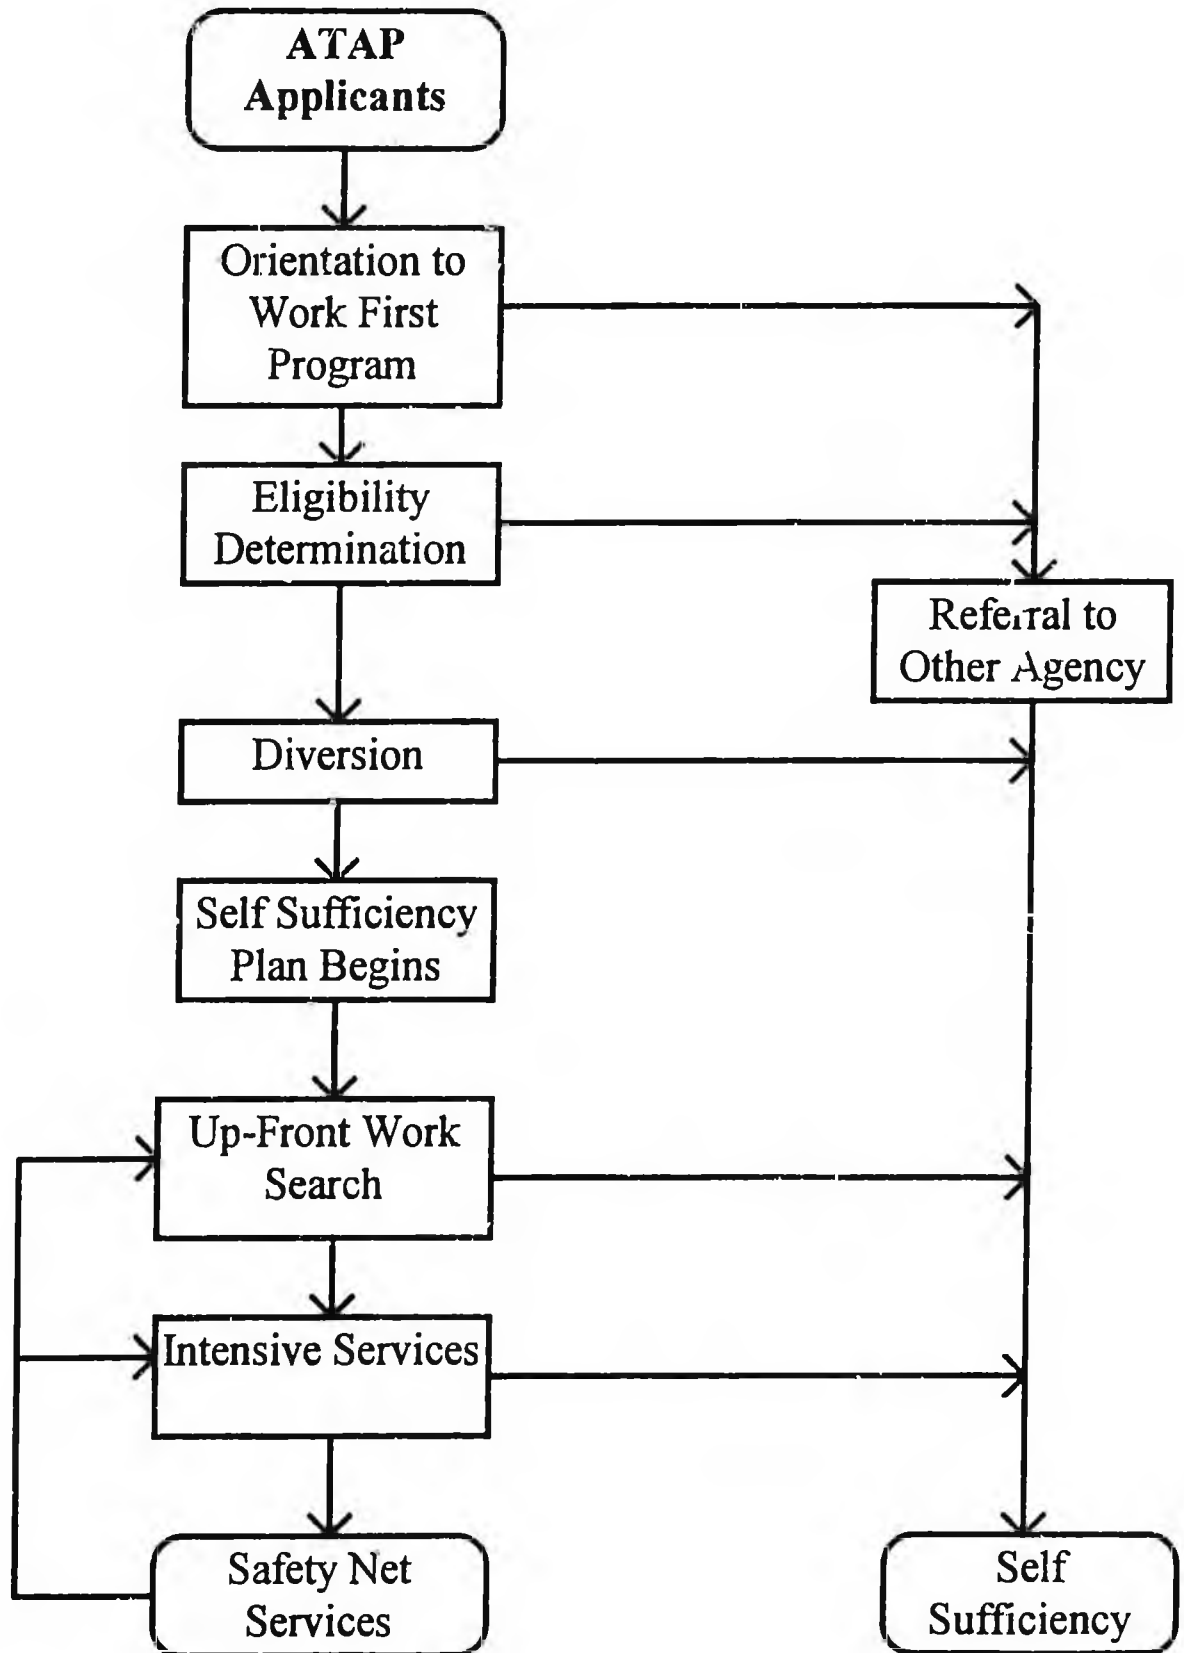 ATAP
Applicants
Orientation to
Work First
Program
Eligibility
Determination
Referral to
Other Agency
Diversion
Self Sufficiency
Plan Begins
Up-Front Work
Search
Intensive Services
Safety Net
Services
Self
Sufficiency